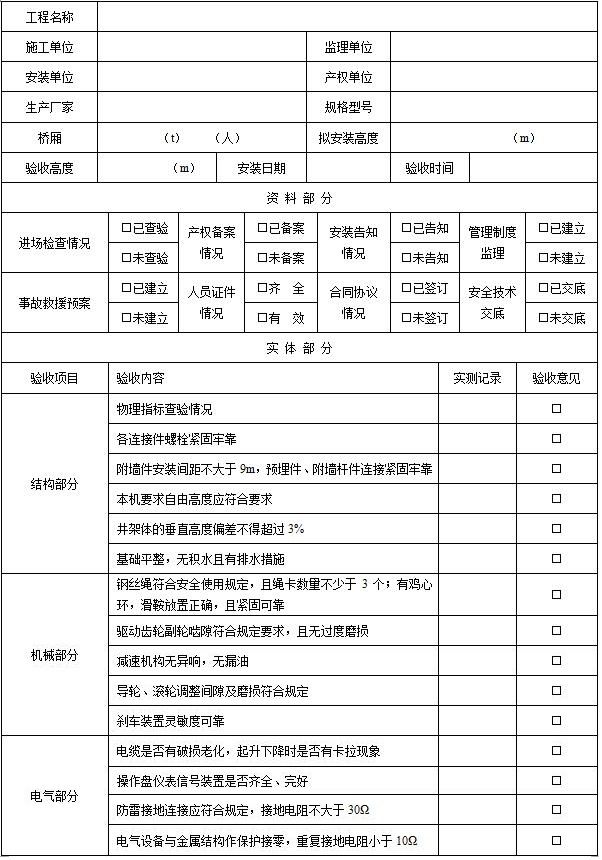 工程名称
施工单位 监理单位
安装单位 产权单位
生产厂家 规格型号
桥厢 (t) (人) 拟安装高度 (m)
验收高度 (m) 安装日期 验收时间
资 料 部 分
进场检查情况 □已查验 产权备案情况 □已备案 安装告知情况 □已告知 管理制度监理 □已建立
□未查验 □未备案 □未告知 □未建立
事故救援预案 □已建立 人员证件情况 □齐 全 合同协议情况 □已签订 安全技术交底 □已交底
□未建立 □有 效 □未签订 □未交底
实 体 部 分
验收项目 验收内容 实测记录 验收意见
结构部分
物理指标查验情况 □
各连接件螺栓紧固牢靠 □
附墙件安装间距不大于 9m，预埋件、附墙杆件连接紧固牢靠 □
本机要求自由高度应符合要求 □
井架体的垂直高度偏差不得超过 3% □
基础平整，无积水且有排水措施 □
机械部分
钢丝绳符合安全使用规定，且绳卡数量不少于 3 个；有鸡心
环，滑鞍放置正确，且紧固可靠 □
驱动齿轮副轮啮隙符合规定要求，且无过度磨损 □
减速机构无异响，无漏油 □
导轮、滚轮调整间隙及磨损符合规定 □
刹车装置灵敏度可靠 □
电气部分
电缆是否有破损老化，起升下降时是否有卡拉现象 □
操作盘仪表信号装置是否齐全、完好 □
防雷接地连接应符合规定，接地电阻不大于 30Ω □
电气设备与金属结构作保护接零，重复接地电阻小于 10Ω □